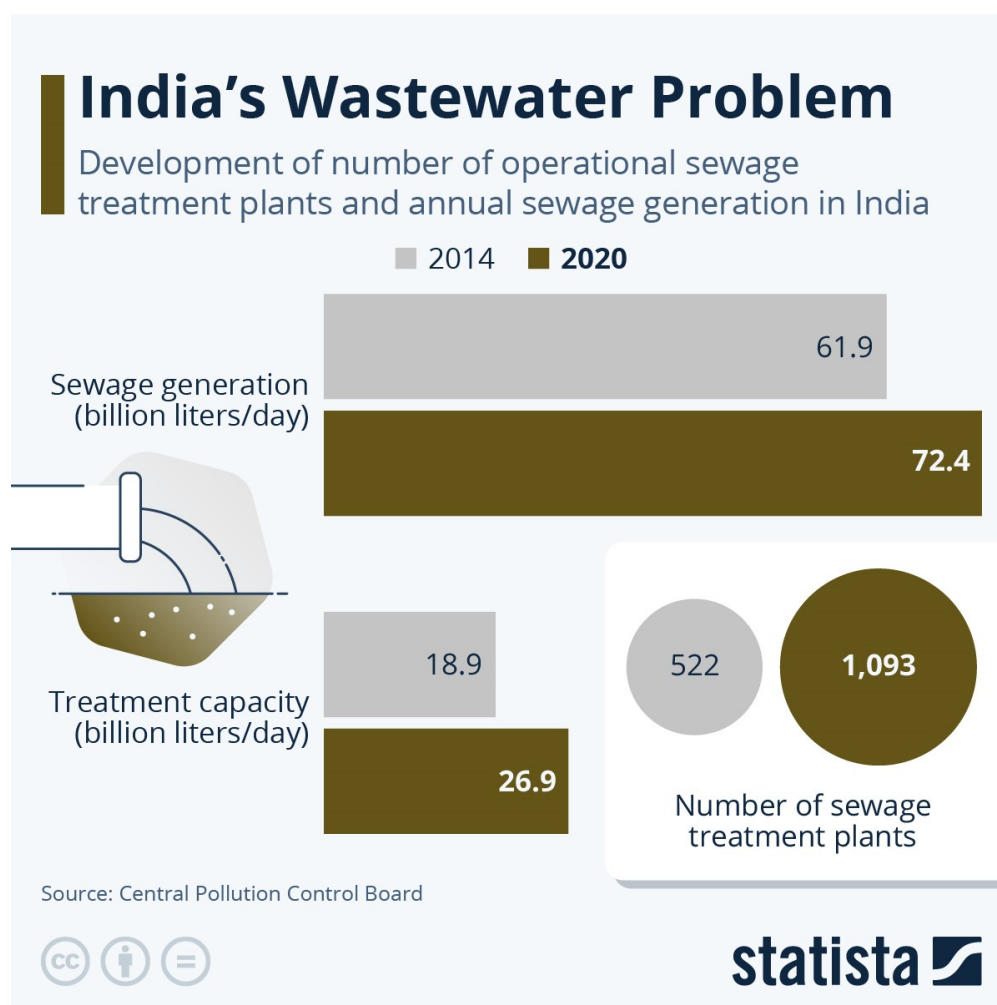 India’s Wastewater Problem
Development of number of operational sewage
treatment plants and annual sewage generation in India
2014 2020
Sewage generation
(billion liters/day)
61.9
72.4
Treatment capacity
(billion liters/day)
18.9
26.9
522 1,093
Number of sewage
treatment plants
Source: Central Pollution Control Board
cc
statista